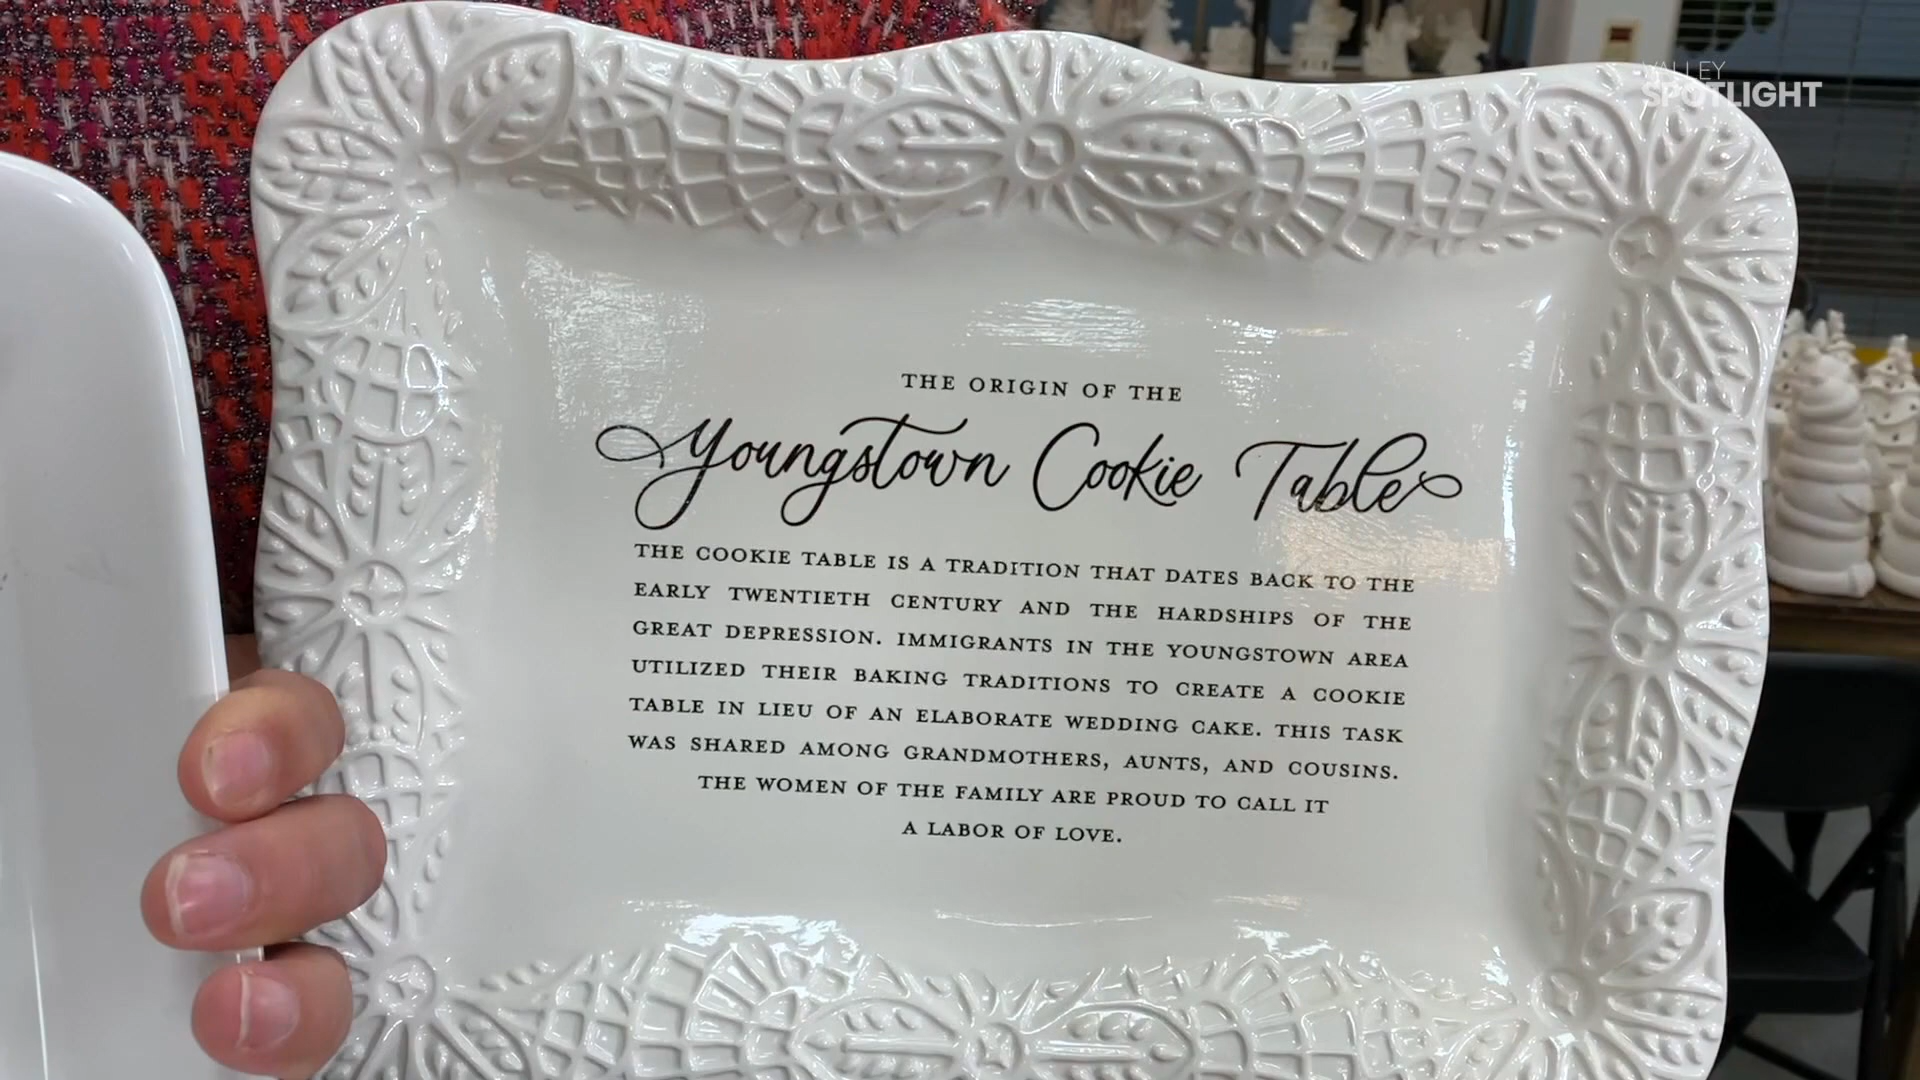 VALLEY
SPOTLIGHT
THE ORIGIN OF THE
Youngstown Cookie Table
THE COOKIE TABLE IS A TRADITION THAT DATES BACK TO THE
EARLY TWENTIETH CENTURY AND THE HARDSHIPS OF THE
GREAT DEPRESSION. IMMIGRANTS IN THE YOUNGSTOWN AREA
UTILIZED THEIR BAKING TRADITIONS TO CREATE A COOKIE
TABLE IN LIEU OF AN ELABORATE WEDDING CAKE. THIS TASK
WAS SHARED AMONG GRANDMOTHERS, AUNTS, AND COUSINS.
THE WOMEN OF THE FAMILY ARE PROUD TO CALL IT
A LABOR OF LOVE.